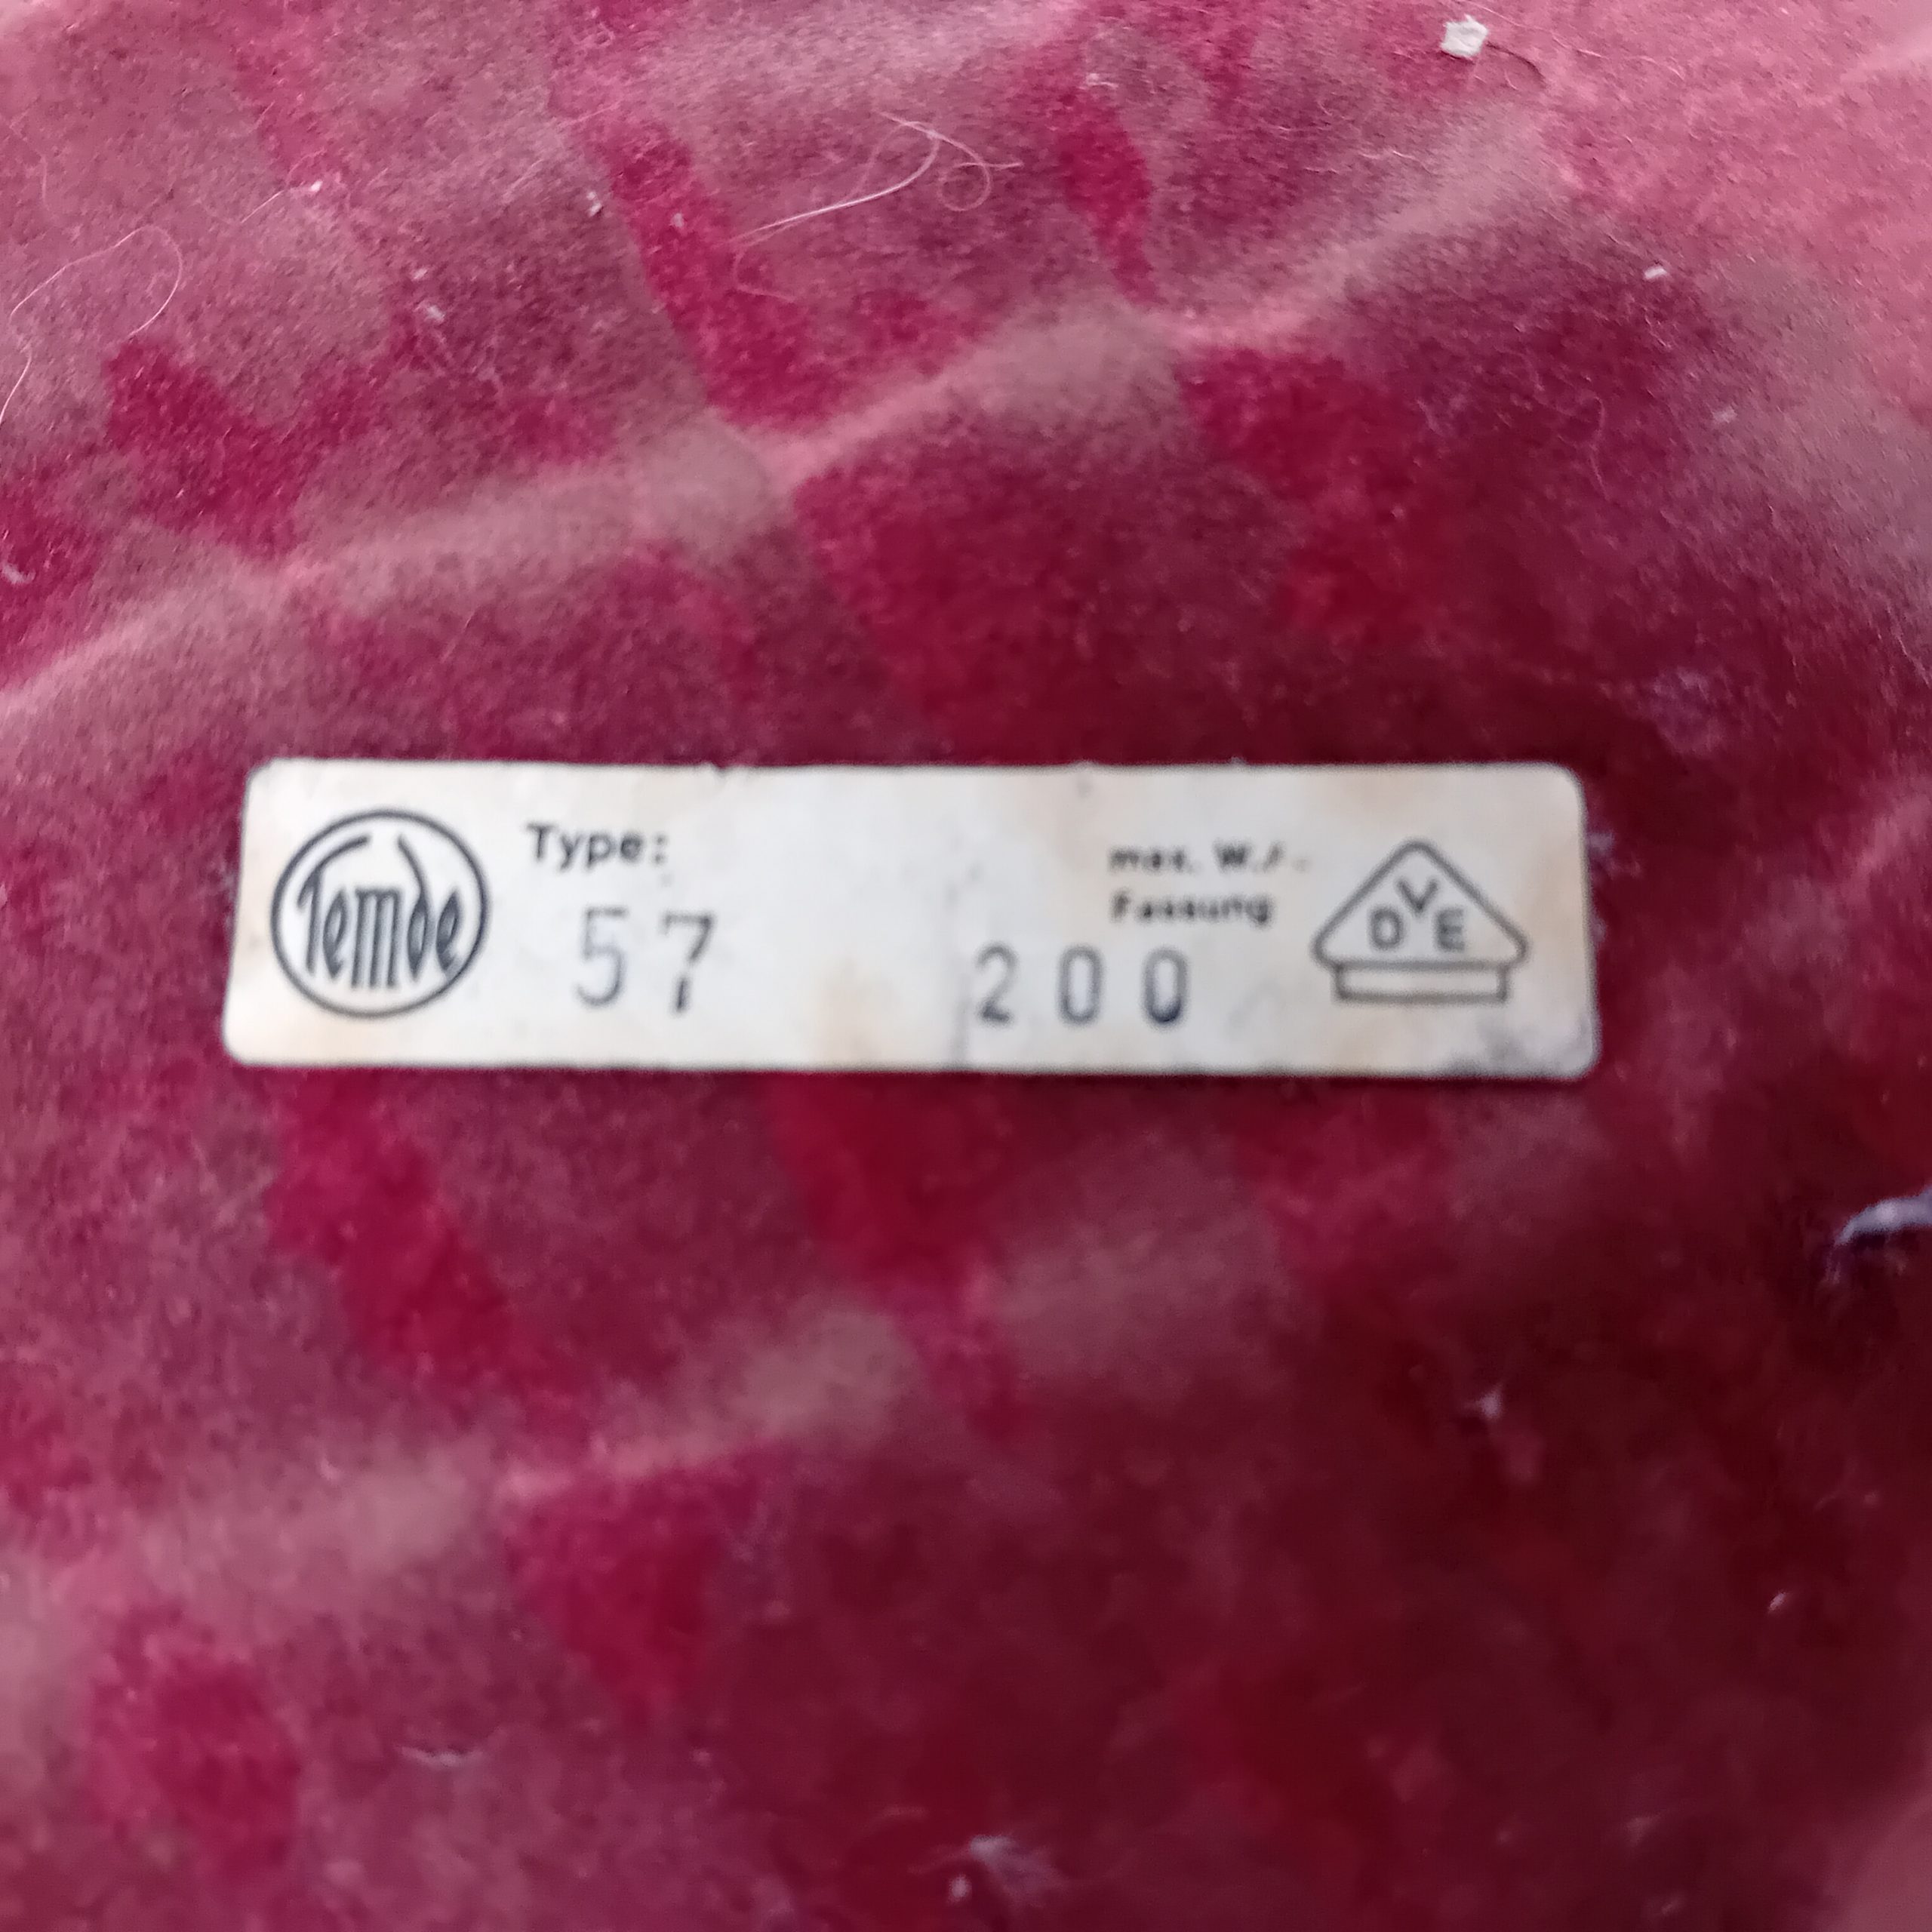 Temde
Type:
57
max. W./-
Fassung
200
VDE